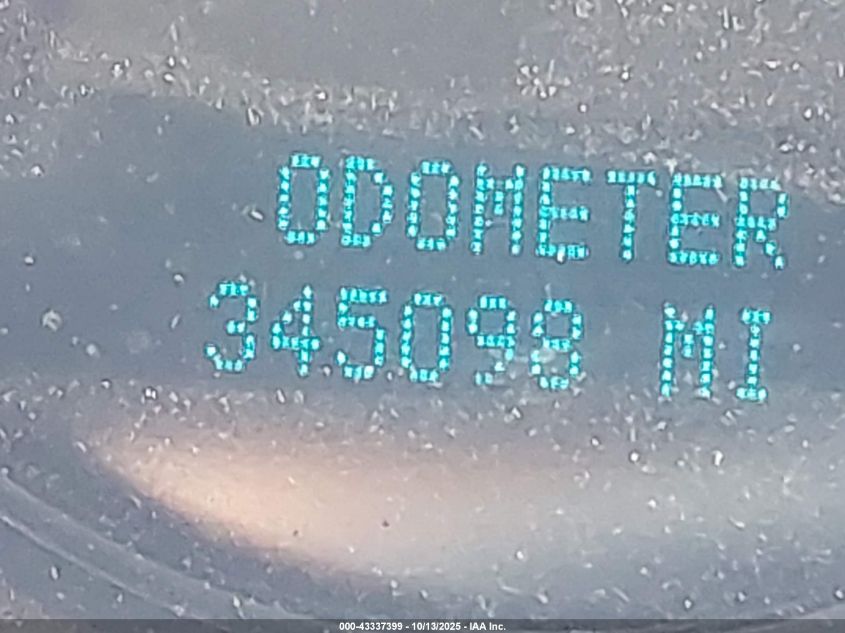 ODOMETER
345098 MI
000-43337399 - 10/13/2025 - IAA Inc.